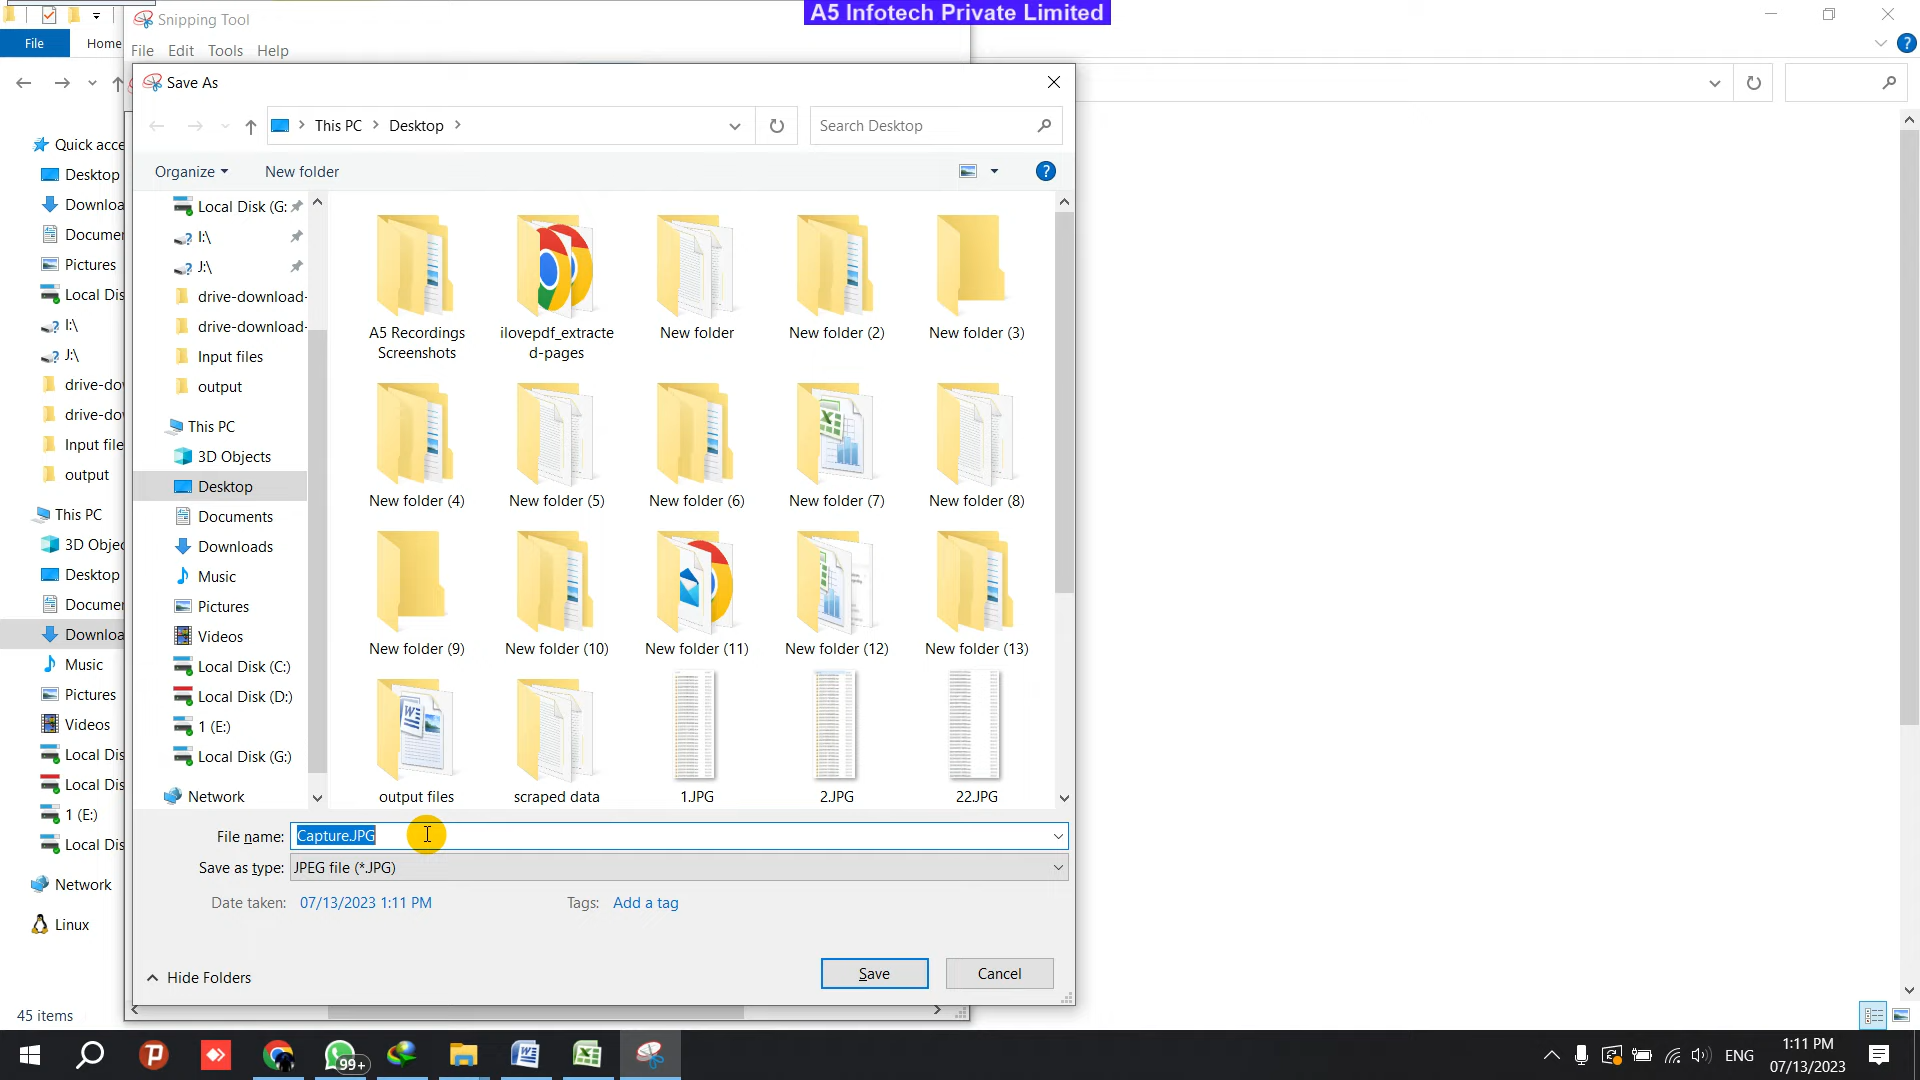 Snipping Tool
A5 Infotech Private Limited
File
Home
File Edit Tools Help
Save As
This PC > Desktop >
Search Desktop
Organize
New folder
Quick acce
Desktop
Downloa
Documer
Pictures
Local Dis
I:\
J:\
drive-dov
drive-dov
Input file
output
This PC
3D Objec
Desktop
Documer
Downloa
Music
Pictures
Videos
Local Dis
Local Dis
1 (E:)
Local Dis
Network
Linux
45 items
Local Disk (G:
I:\
J:\
drive-download-
drive-download-
Input files
output
This PC
3D Objects
Desktop
Documents
Downloads
Music
Pictures
Videos
Local Disk (C:)
Local Disk (D:)
1 (E:)
Local Disk (G:)
Network
A5 Recordings
Screenshots
ilovepdf_extracte
d-pages
New folder
New folder (2)
New folder (3)
New folder (4)
New folder (5)
New folder (6)
New folder (7)
New folder (8)
New folder (9)
New folder (10)
New folder (11)
New folder (12)
New folder (13)
output files
scraped data
1.JPG
2.JPG
22.JPG
File name: Capture.JPG
Save as type: JPEG file (*.JPG)
Date taken: 07/13/2023 1:11 PM
Tags: Add a tag
Hide Folders
Save
Cancel
99+
ENG
1:11 PM
07/13/2023